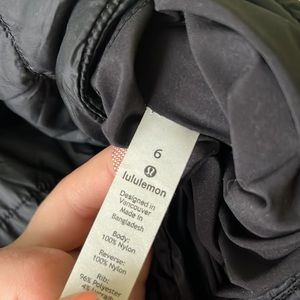 6
lululemon
Designed in
Vancouver
Made in
Bangladesh
Body:
100% Nylon
Reverse:
100% Nylon
Rib:
96% Polyester